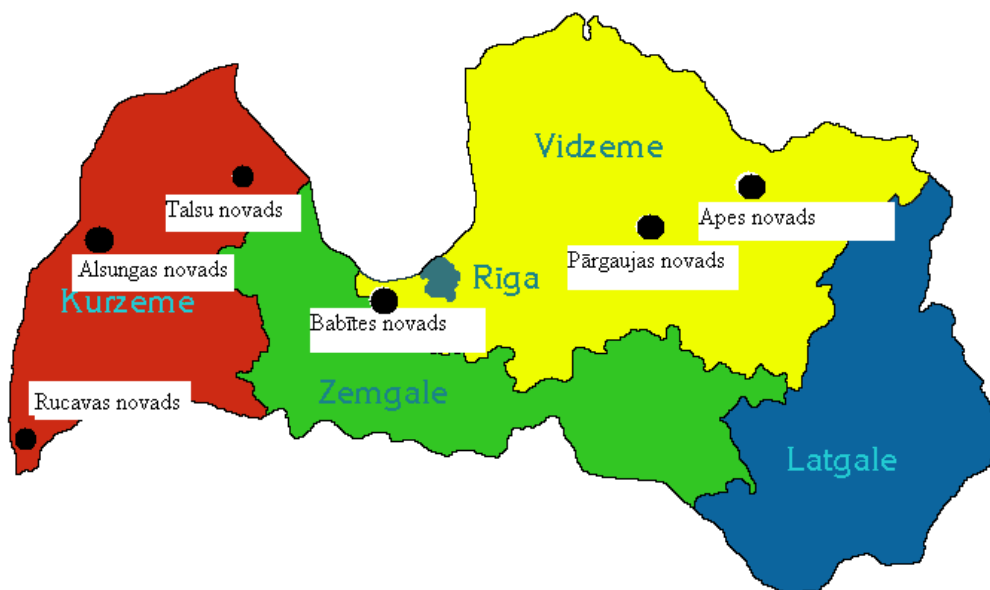 Vidzeme
Talsu novads
Apes novads
Alsungas novads
Pārgaujas novads
Rīga
Kurzeme
Babītes novads
Zemgale
Rucavas novads
Latgale